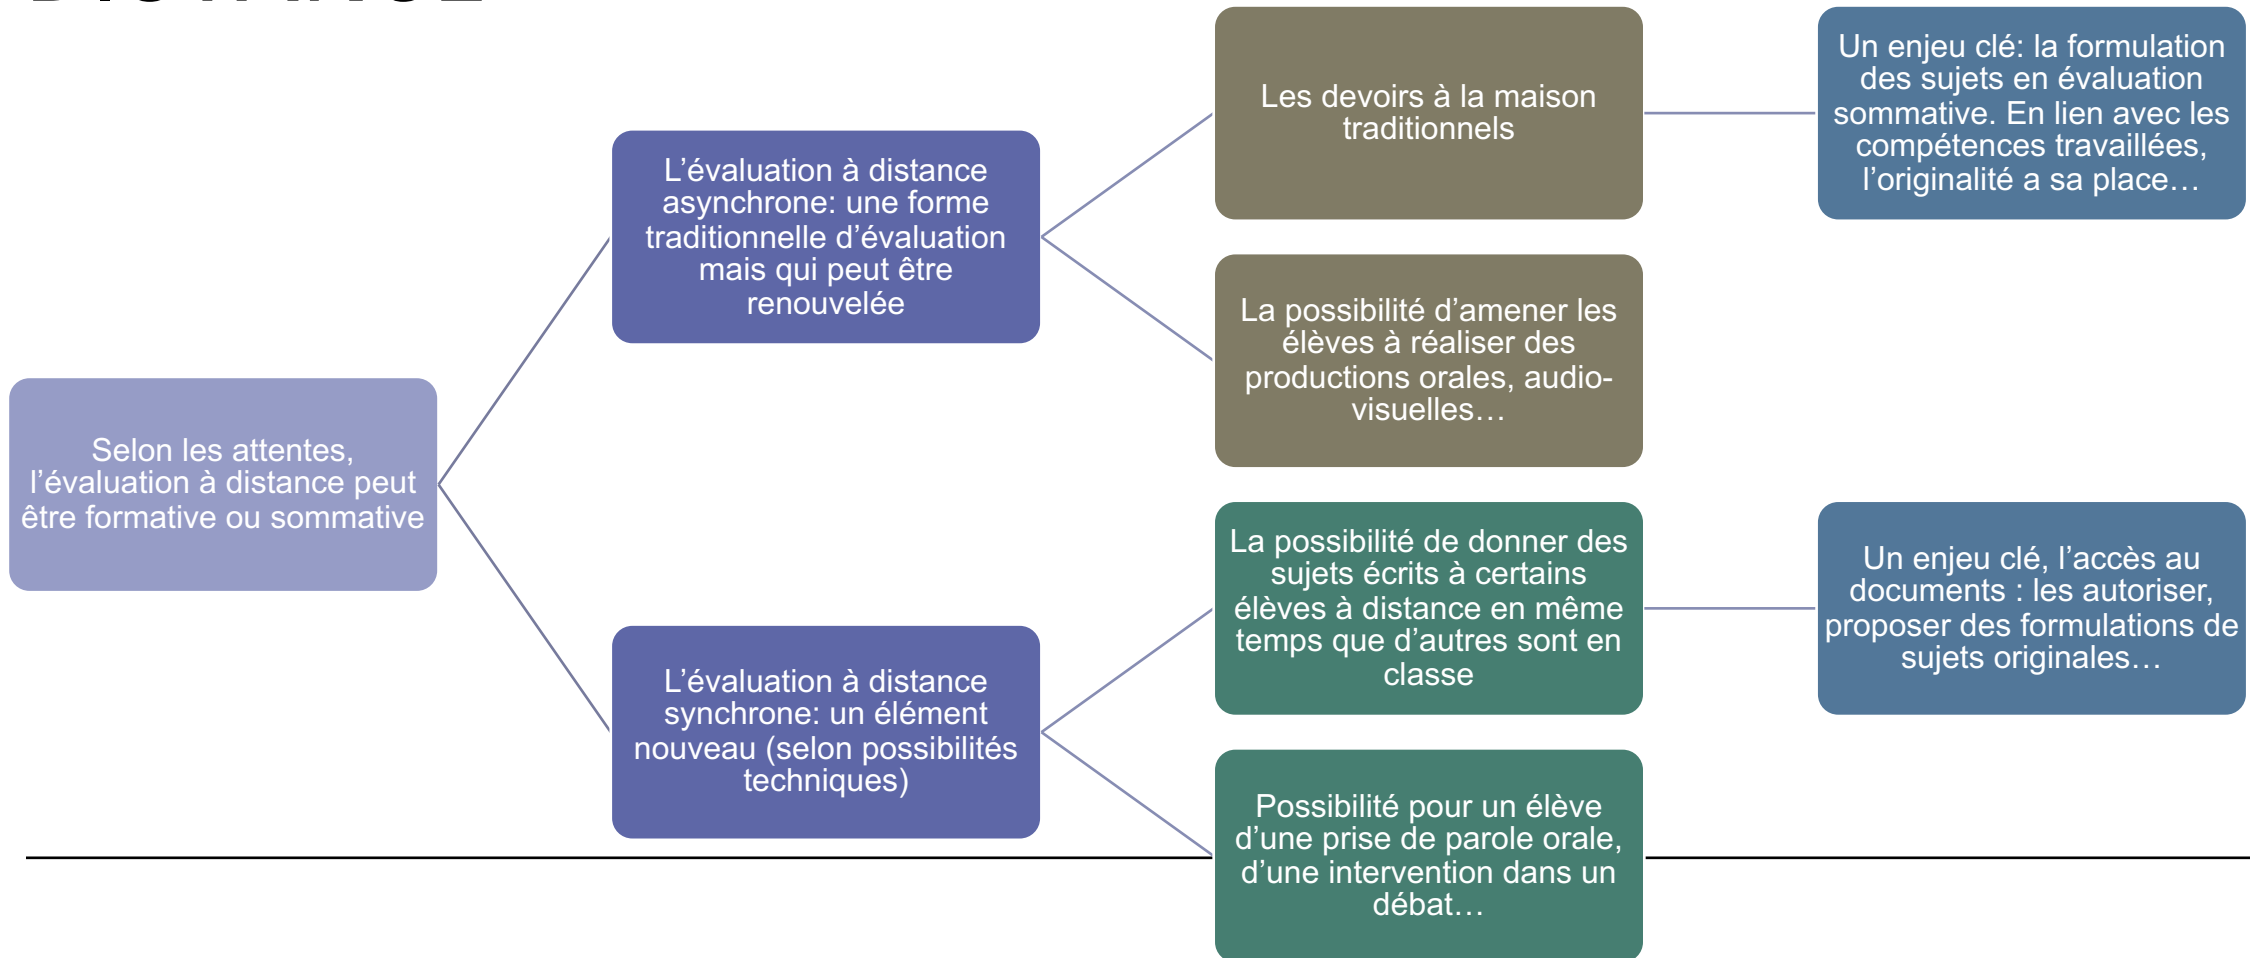 DISTANCE
Selon les attentes,
l’évaluation à distance peut
être formative ou sommative
L’évaluation à distance
asynchrone: une forme
traditionnelle d’évaluation
mais qui peut être
renouvelée
Les devoirs à la maison
traditionnels
Un enjeu clé: la formulation
des sujets en évaluation
sommative. En lien avec les
compétences travaillées,
l’originalité a sa place…
La possibilité d’amener les
élèves à réaliser des
productions orales, audio-
visuelles…
L’évaluation à distance
synchrone: un élément
nouveau (selon possibilités
techniques)
La possibilité de donner des
sujets écrits à certains
élèves à distance en même
temps que d’autres sont en
classe
Un enjeu clé, l’accès au
documents : les autoriser,
proposer des formulations de
sujets originales…
Possibilité pour un élève
d’une prise de parole orale,
d’une intervention dans un
débat…